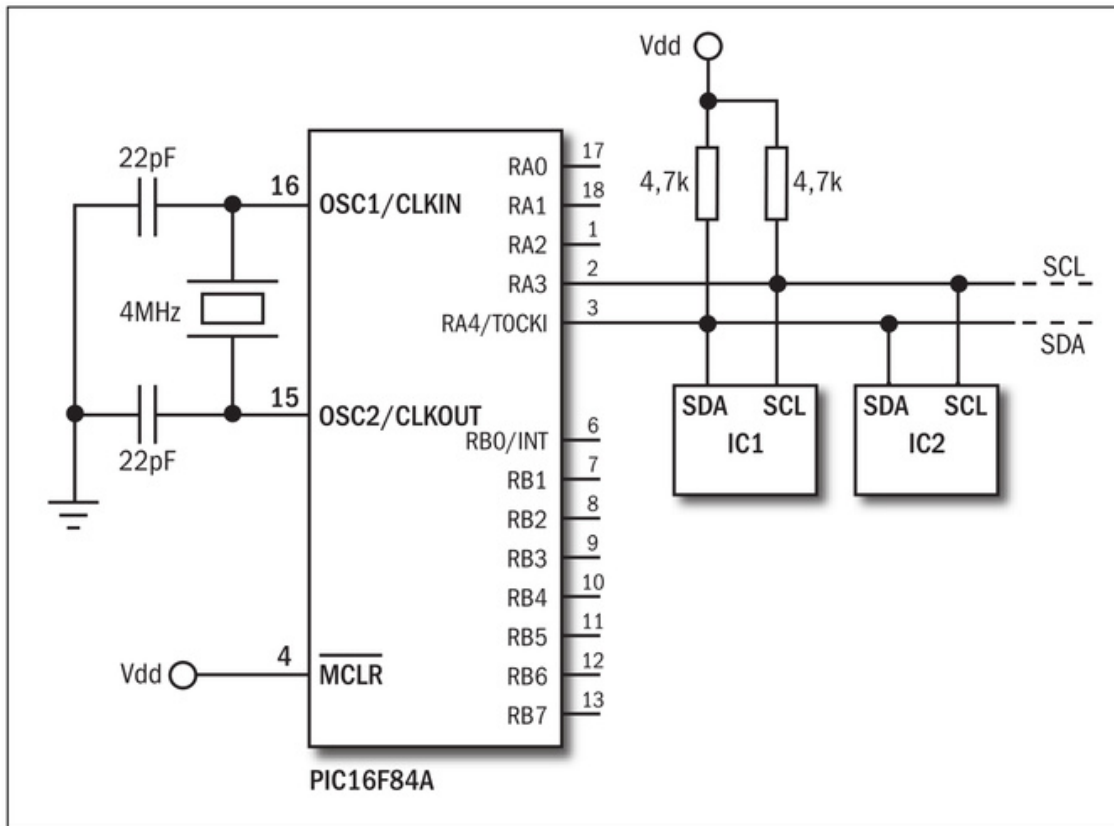 Vdd
22pF
16
OSC1/CLKIN
4MHz
15
OSC2/CLKOUT
22pF
Vdd
4
MCLR
RA0
17
RA1
18
RA2
1
RA3
2
RA4/TOCKI
3
RB0/INT
6
RB1
7
RB2
8
RB3
9
RB4
10
RB5
11
RB6
12
RB7
13
PIC16F84A
4,7k
4,7k
SCL
SDA
SDA SCL
IC1
SDA SCL
IC2